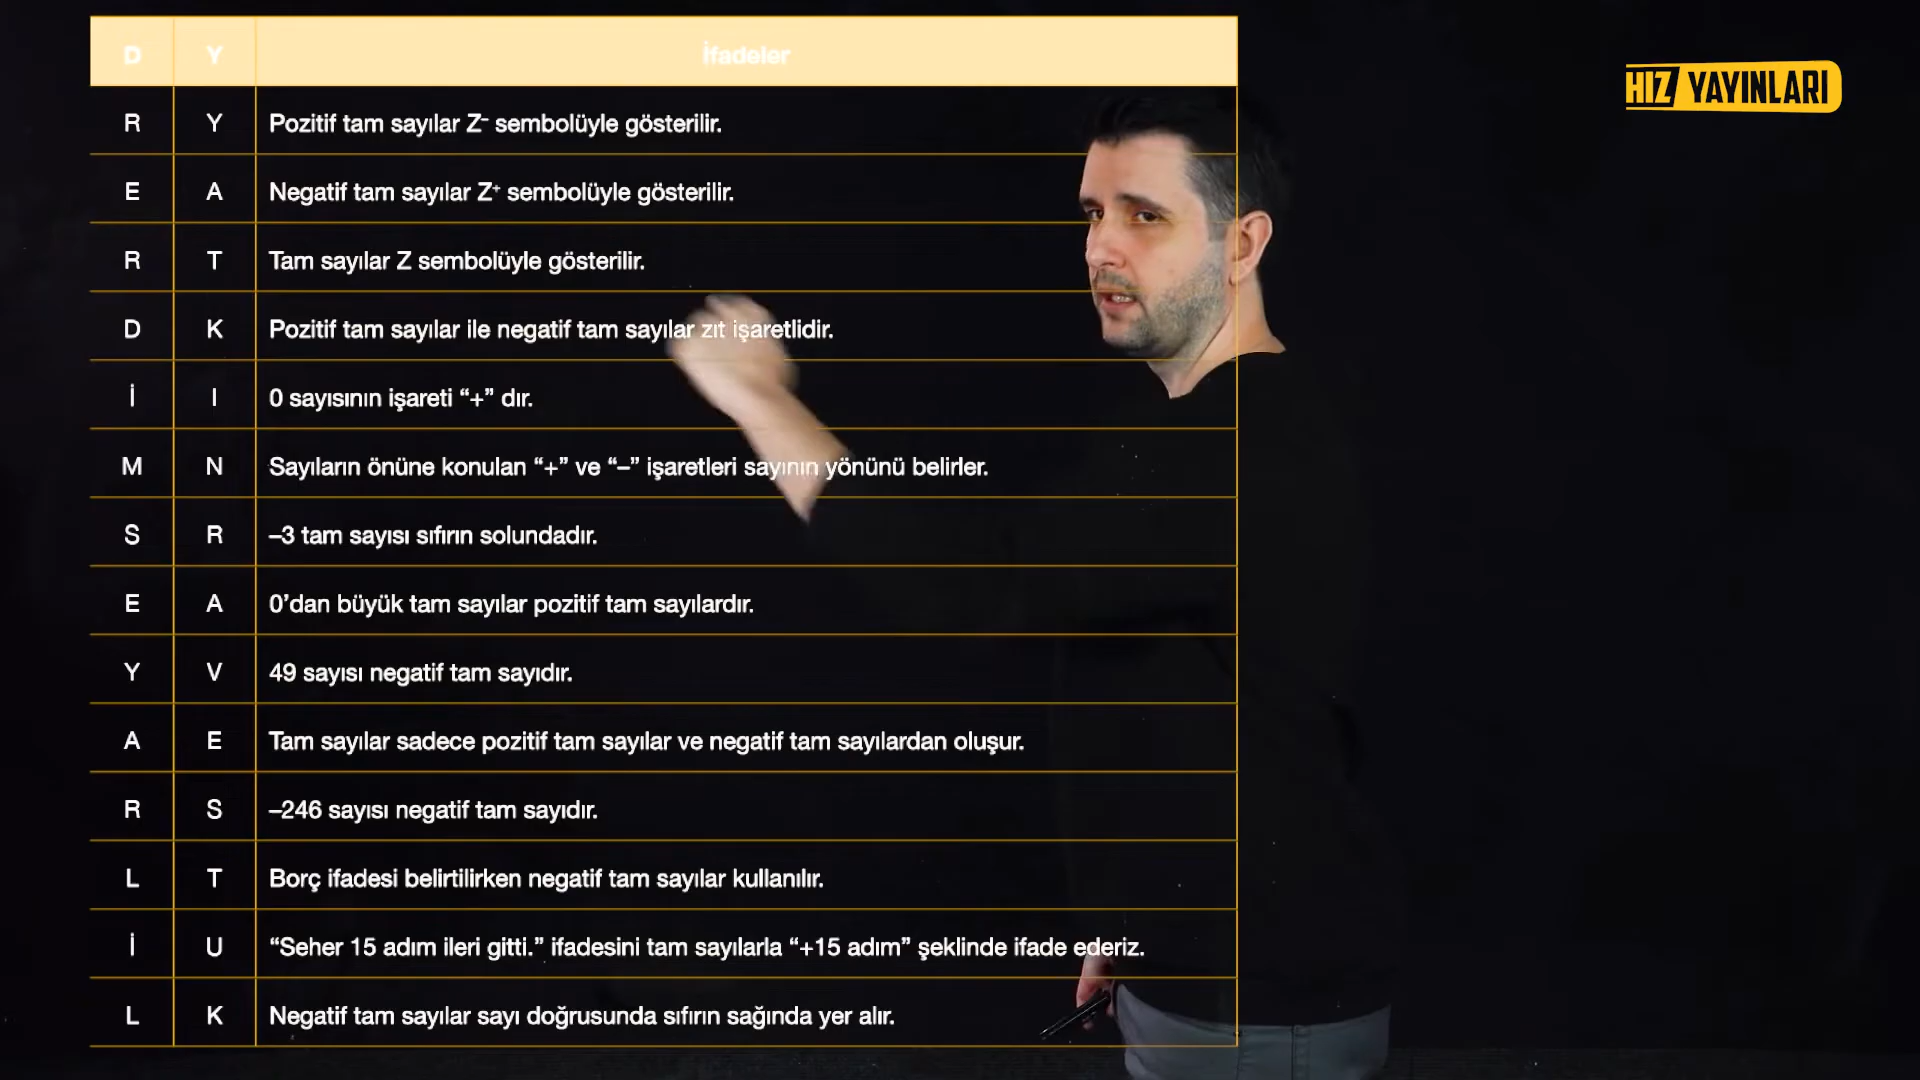 D Y İfadeler
HIZ YAYINLARI
R Y Pozitif tam sayılar Z⁻ sembolüyle gösterilir.
E A Negatif tam sayılar Z⁺ sembolüyle gösterilir.
R T Tam sayılar Z sembolüyle gösterilir.
D K Pozitif tam sayılar ile negatif tam sayılar zıt işaretlidir.
İ I 0 sayısının işareti “+” dır.
M N Sayıların önüne konulan “+” ve “–” işaretleri sayının yönünü belirler.
S R –3 tam sayısı sıfırın solundadır.
E A 0’dan büyük tam sayılar pozitif tam sayılardır.
Y V 49 sayısı negatif tam sayıdır.
A E Tam sayılar sadece pozitif tam sayılar ve negatif tam sayılardan oluşur.
R S –246 sayısı negatif tam sayıdır.
L T Borç ifadesi belirtilirken negatif tam sayılar kullanılır.
İ U “Seher 15 adım ileri gitti.” ifadesini tam sayılarla “+15 adım” şeklinde ifade ederiz.
L K Negatif tam sayılar sayı doğrusunda sıfırın sağında yer alır.